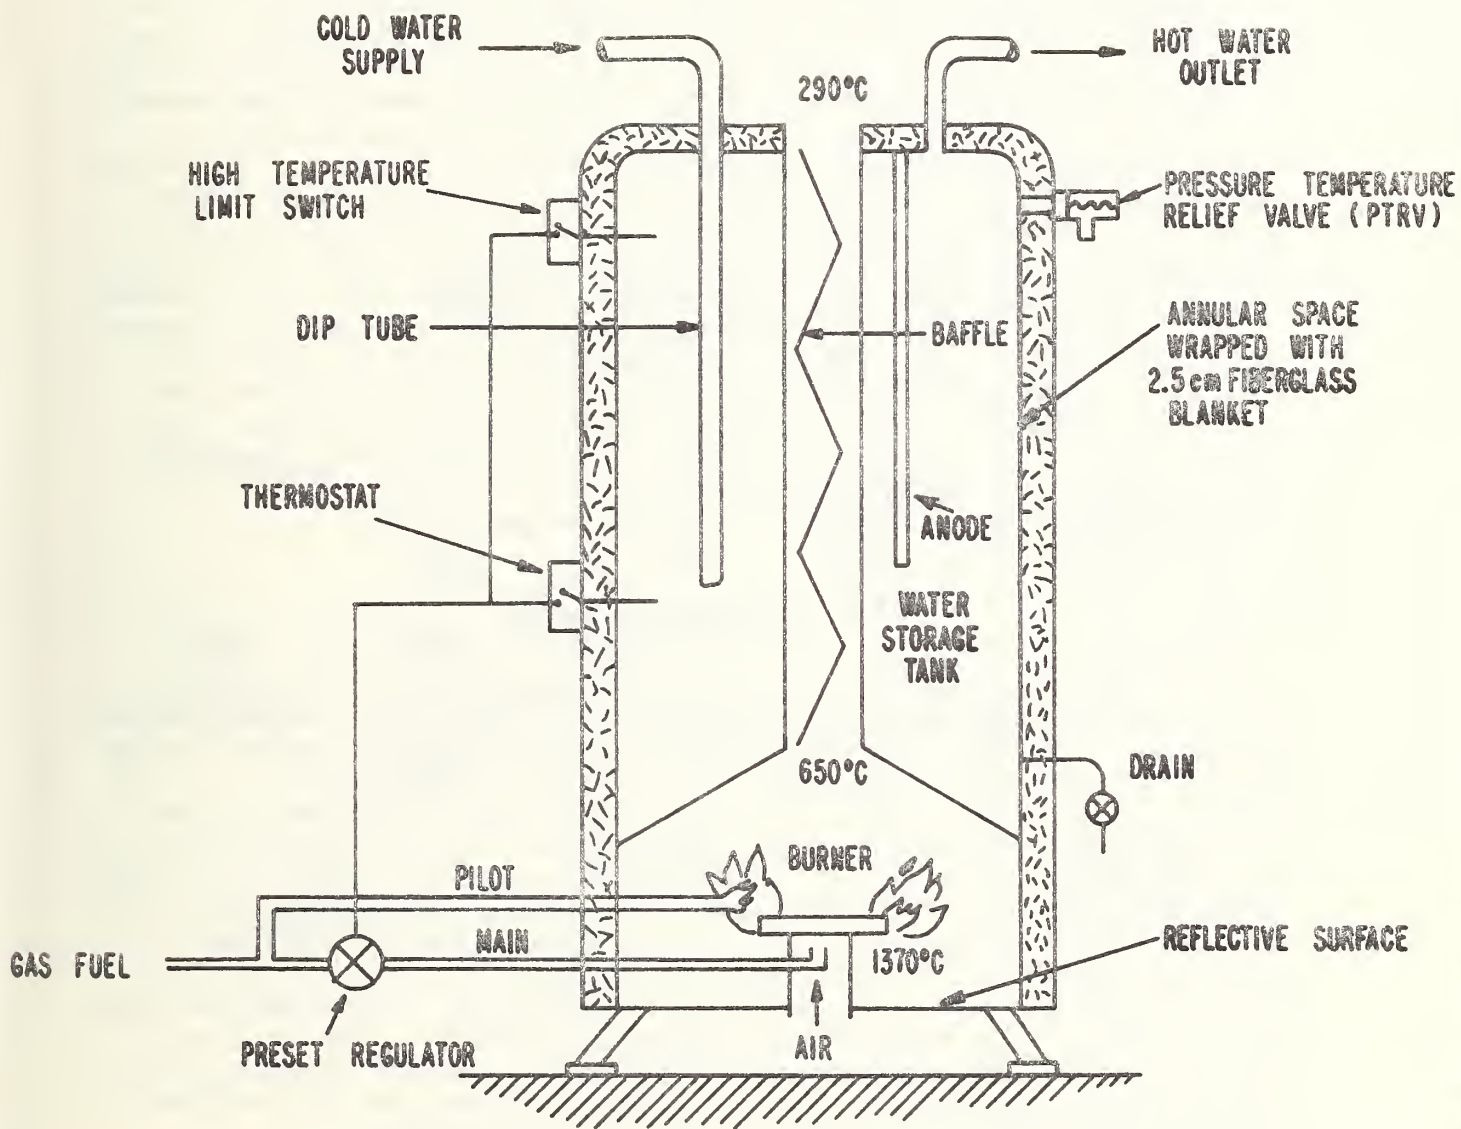 COLD WATER
SUPPLY
HOT WATER
OUTLET
290°C
HIGH TEMPERATURE
LIMIT SWITCH
PRESSURE TEMPERATURE
RELIEF VALVE (PTRV)
DIP TUBE
BAFFLE
ANNULAR SPACE
WRAPPED WITH
2.5cm FIBERGLASS
BLANKET
THERMOSTAT
ANODE
WATER
STORAGE
TANK
650°C
DRAIN
BURNER
PILOT
MAIN
GAS FUEL
1370°C
REFLECTIVE SURFACE
PRESET REGULATOR
AIR